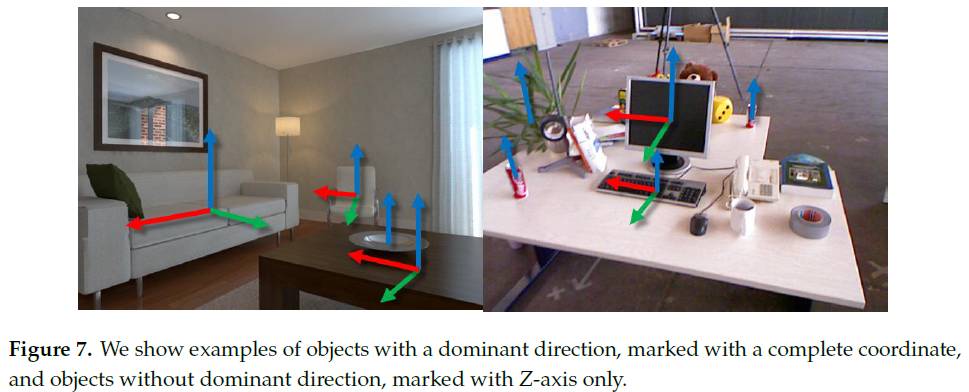 Figure 7. We show examples of objects with a dominant direction, marked with a complete coordinate,
and objects without dominant direction, marked with Z-axis only.